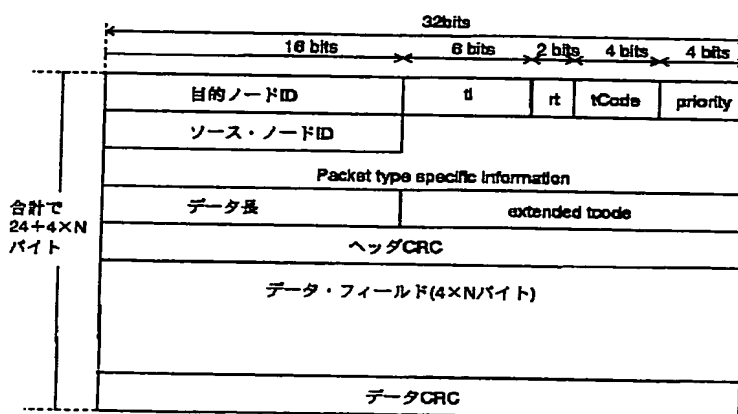 32bits
16 bits 6 bits 2 bits 4 bits 4 bits
目的ノードID tl rt tCode priority
ソース・ノードID
Packet type specific information
データ長 extended tcode
合計で
24+4×N
バイト
ヘッダCRC
データ・フィールド(4×Nバイト)
データCRC